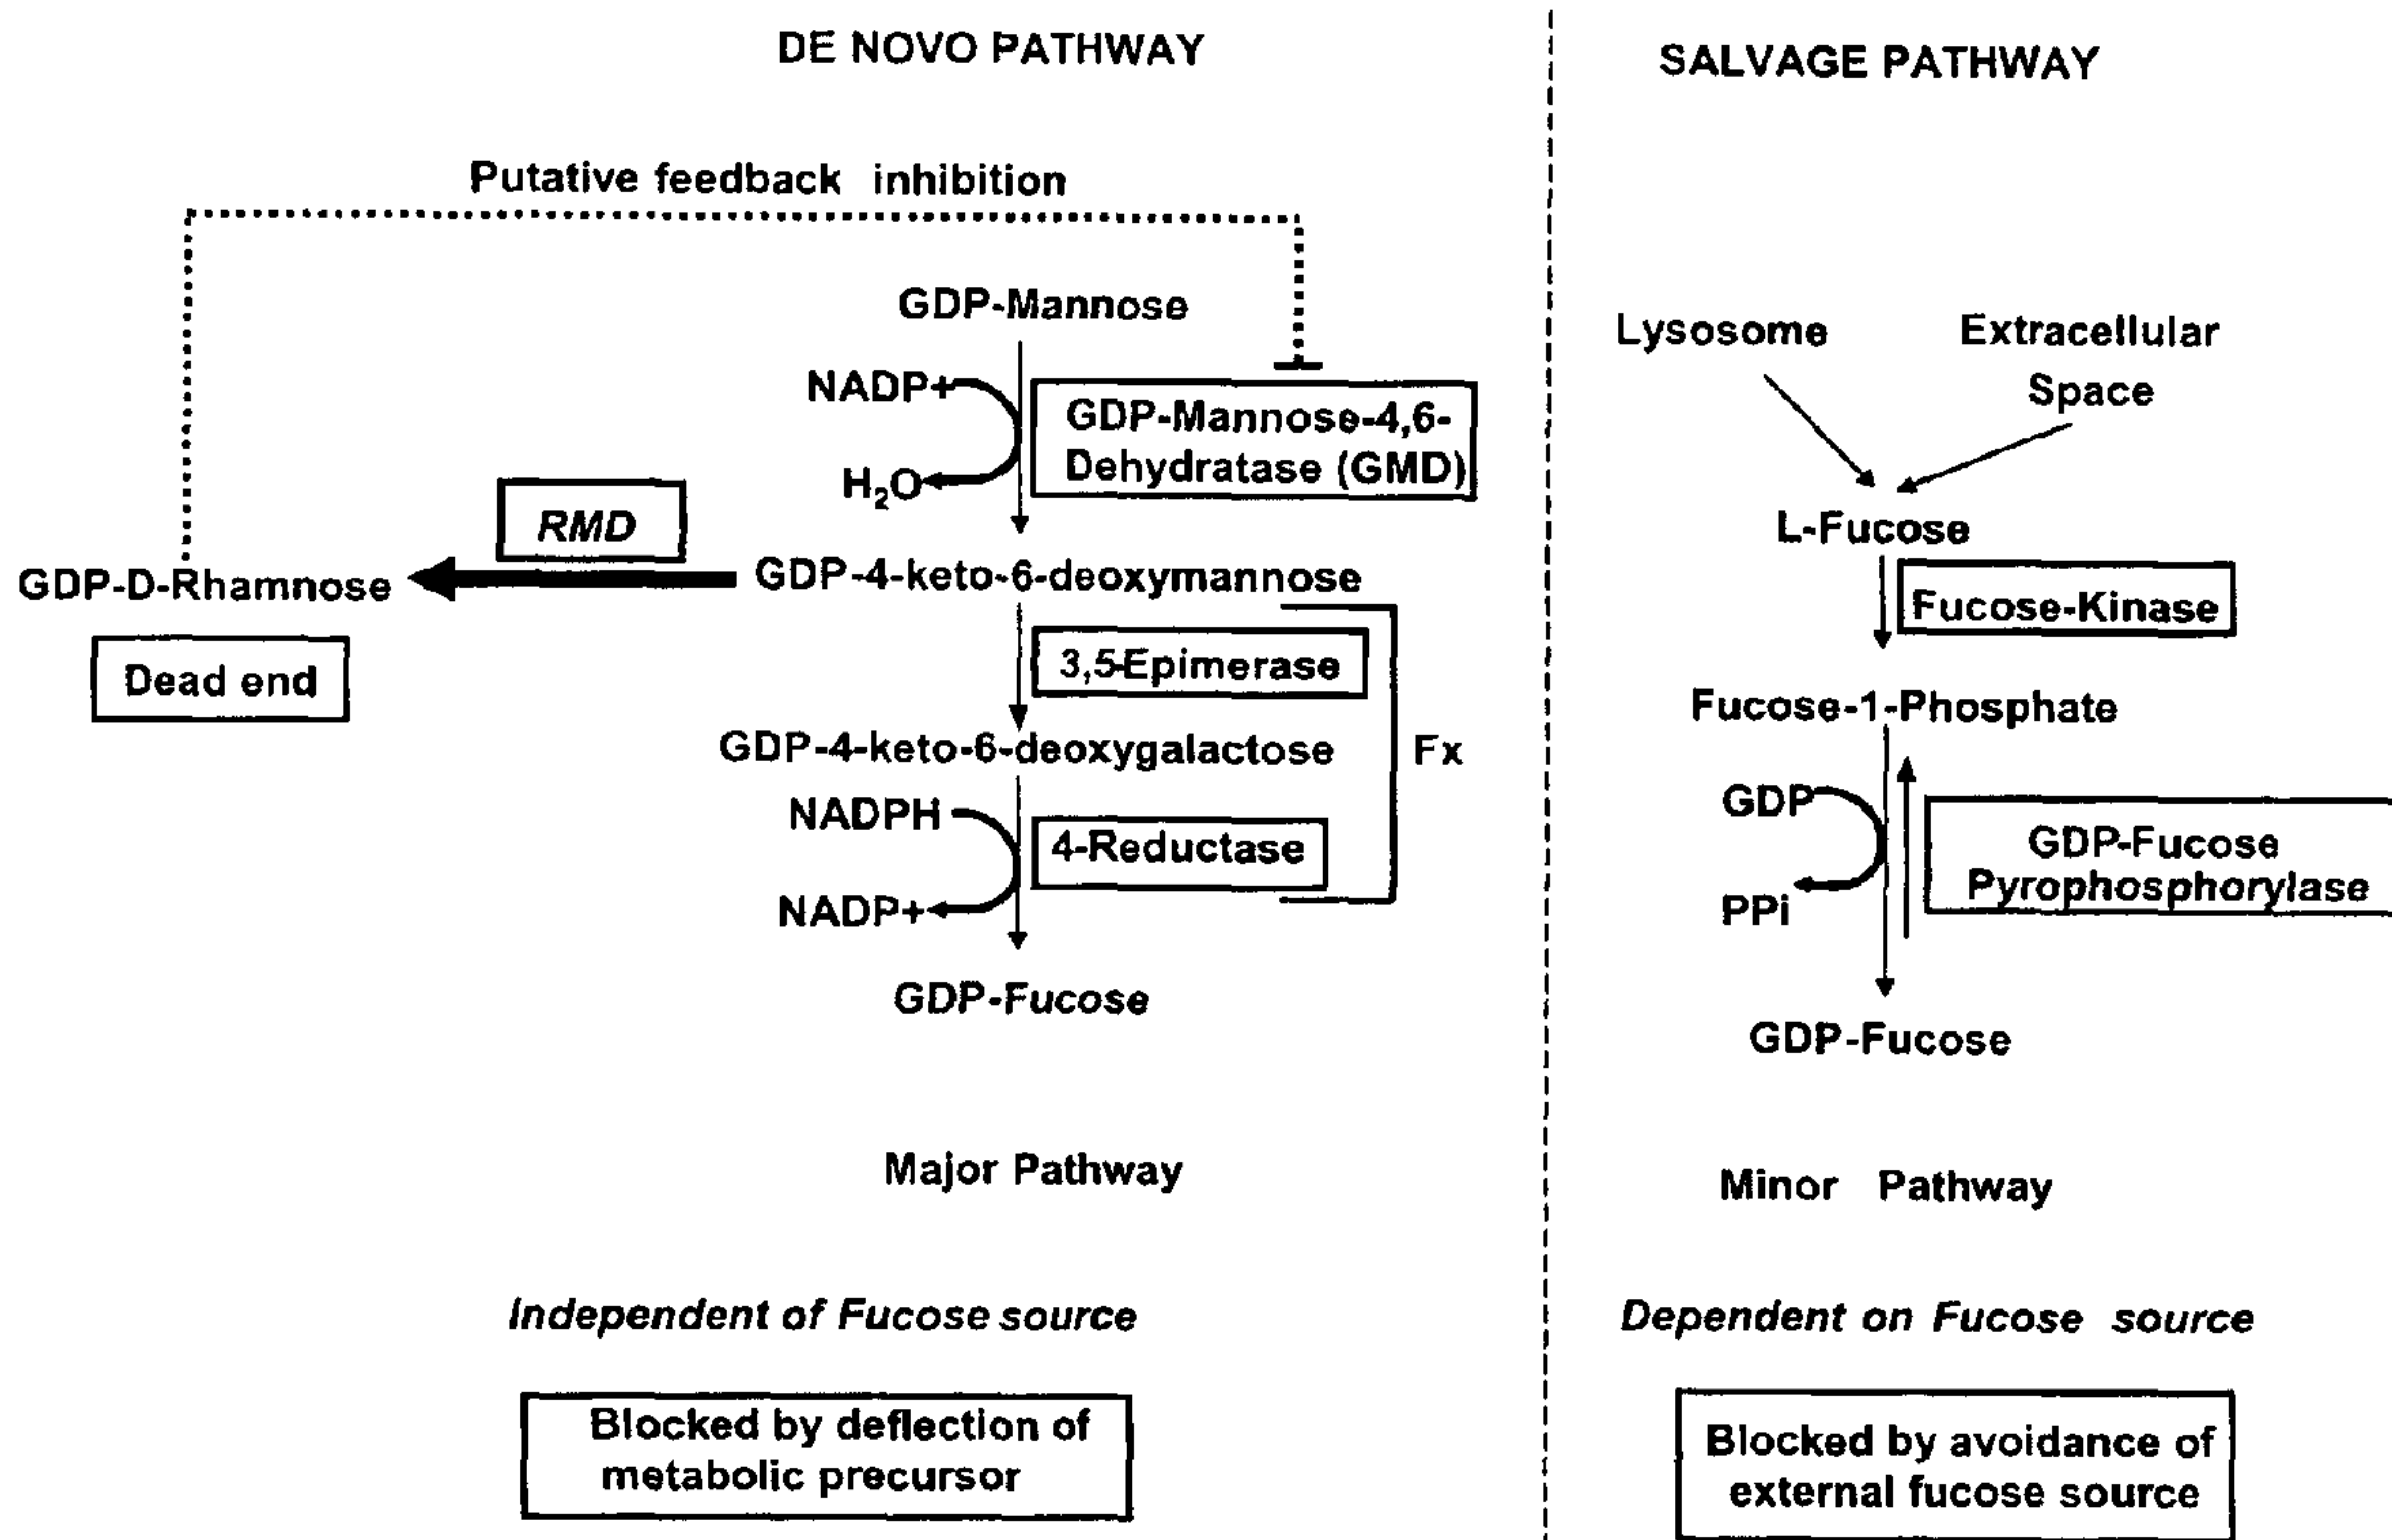 DE NOVO PATHWAY
Putative feedback inhibition
GDP-Mannose
NADP+
GDP-Mannose-4,6-
Dehydratase (GMD)
H₂O
RMD
GDP-D-Rhamnose
GDP-4-keto-6-deoxymannose
Dead end
3,5-Epimerase
GDP-4-keto-6-deoxygalactose
Fx
NADPH
4-Reductase
NADP+
GDP-Fucose
Major Pathway
Independent of Fucose source
Blocked by deflection of
metabolic precursor
SALVAGE PATHWAY
Lysosome
Extracellular
Space
L-Fucose
Fucose-Kinase
Fucose-1-Phosphate
GDP
GDP-Fucose
Pyrophosphorylase
PPi
GDP-Fucose
Minor Pathway
Dependent on Fucose source
Blocked by avoidance of
external fucose source